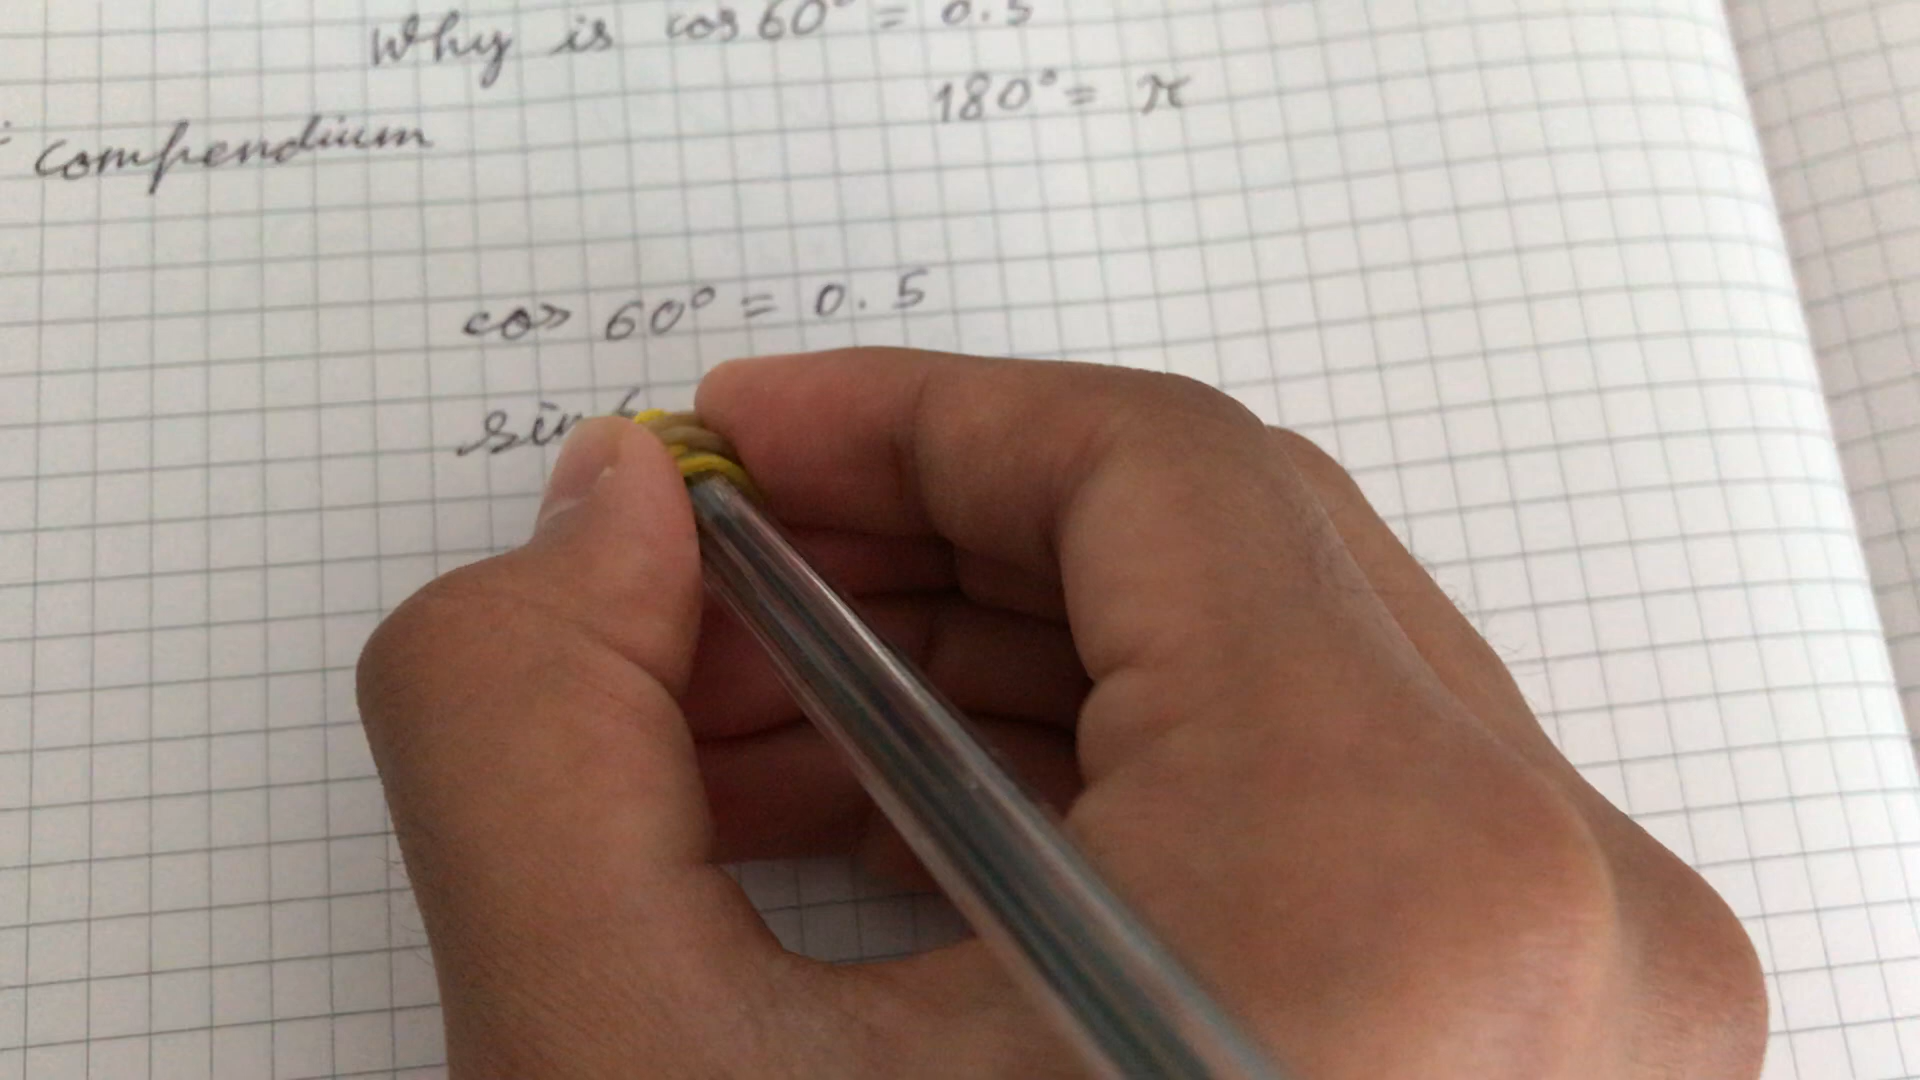 Why is cos 60° = 0.5
180° = π
: Compendium
cos 60° = 0.5
sin